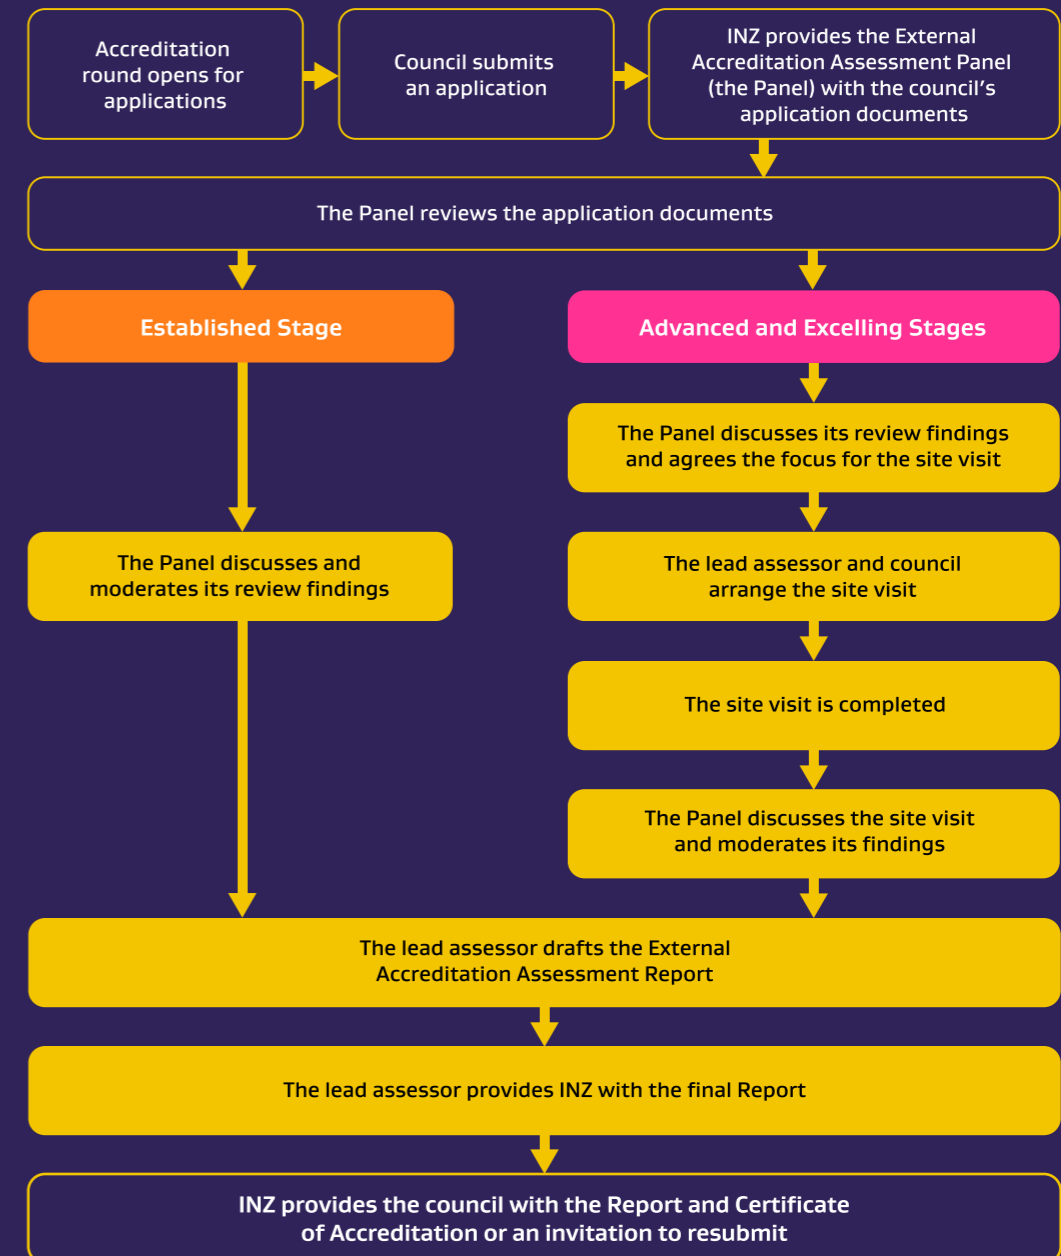 Accreditation
round opens for
applications
Council submits
an application
INZ provides the External
Accreditation Assessment Panel
(the Panel) with the council's
application documents
The Panel reviews the application documents
Established Stage
The Panel discusses and
moderates its review findings
Advanced and Excelling Stages
The Panel discusses its review findings
and agrees the focus for the site visit
The lead assessor and council
arrange the site visit
The site visit is completed
The Panel discusses the site visit
and moderates its findings
The lead assessor drafts the External
Accreditation Assessment Report
The lead assessor provides INZ with the final Report
INZ provides the council with the Report and Certificate
of Accreditation or an invitation to resubmit